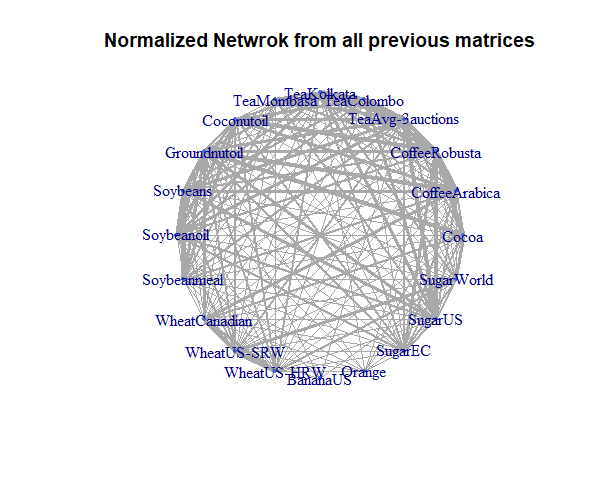 Normalized Netwrok from all previous matrices
TeaKolkata
TeaMombasa
TeaColombo
Coconutoil
TeaAvg-3auctions
Groundnutoil
CoffeeRobusta
Soybeans
CoffeeArabica
Soybeanoil
Cocoa
Soybeanmeal
SugarWorld
WheatCanadian
SugarUS
WheatUS-SRW
SugarEC
WheatUS-HRW
Orange
BananaUS